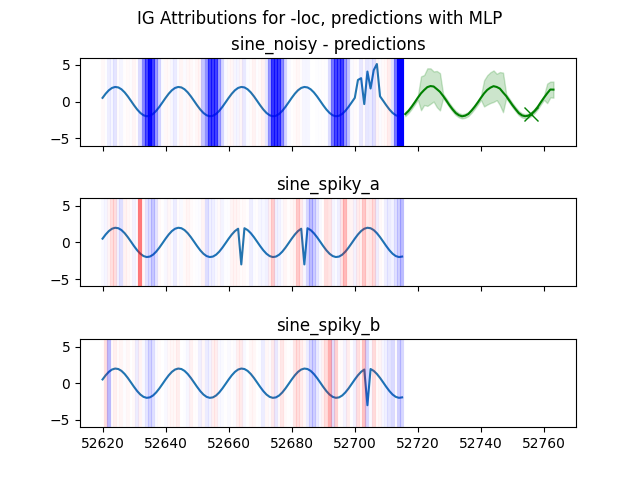 IG Attributions for -loc, predictions with MLP
sine_noisy - predictions
5
0
−5
sine_spiky_a
5
0
−5
sine_spiky_b
5
0
−5
52620 52640 52660 52680 52700 52720 52740 52760